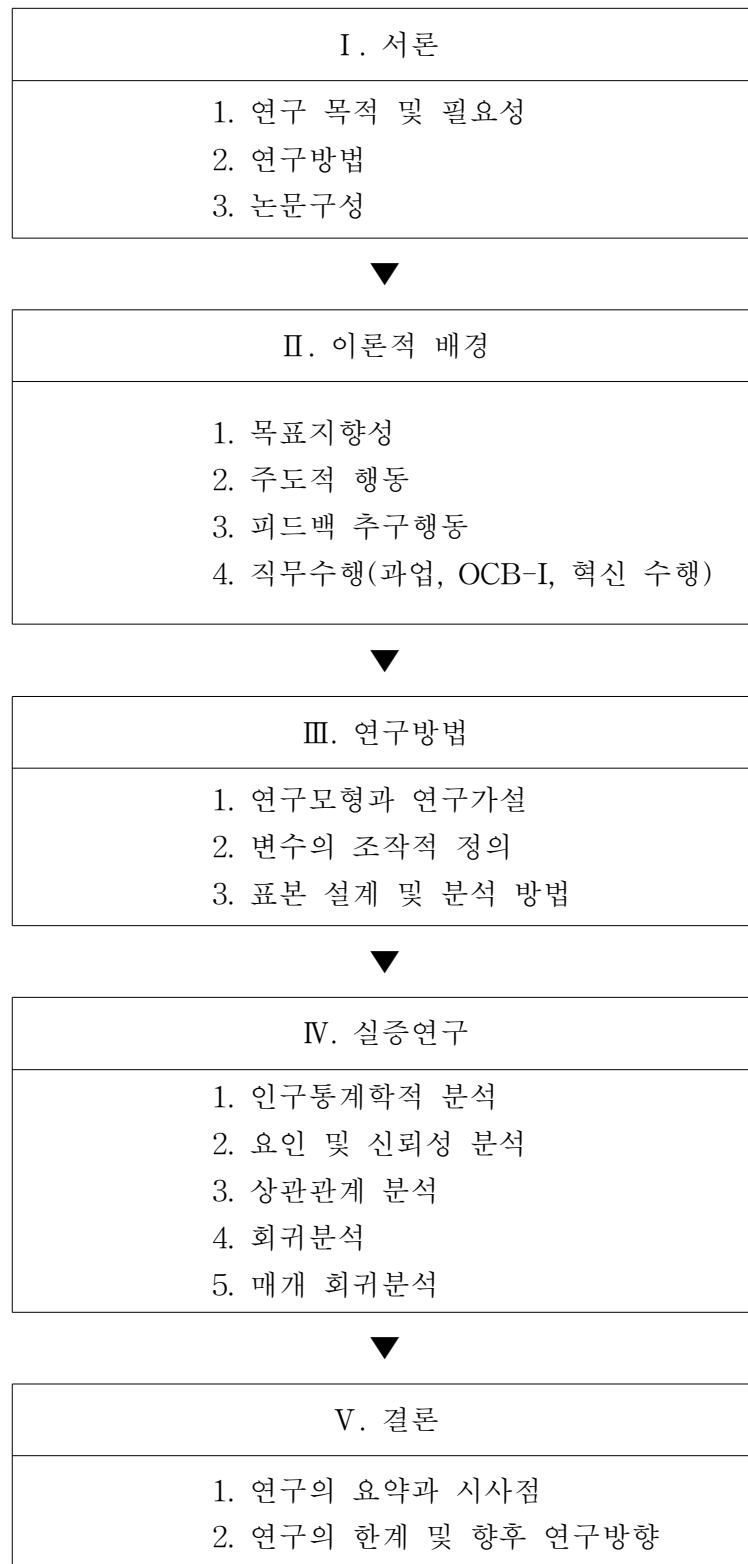 Ⅰ. 서론
1. 연구 목적 및 필요성
2. 연구방법
3. 논문구성
▼
Ⅱ. 이론적 배경
1. 목표지향성
2. 주도적 행동
3. 피드백 추구행동
4. 직무수행(과업, OCB-I, 혁신 수행)
▼
Ⅲ. 연구방법
1. 연구모형과 연구가설
2. 변수의 조작적 정의
3. 표본 설계 및 분석 방법
▼
Ⅳ. 실증연구
1. 인구통계학적 분석
2. 요인 및 신뢰성 분석
3. 상관관계 분석
4. 회귀분석
5. 매개 회귀분석
▼
Ⅴ. 결론
1. 연구의 요약과 시사점
2. 연구의 한계 및 향후 연구방향